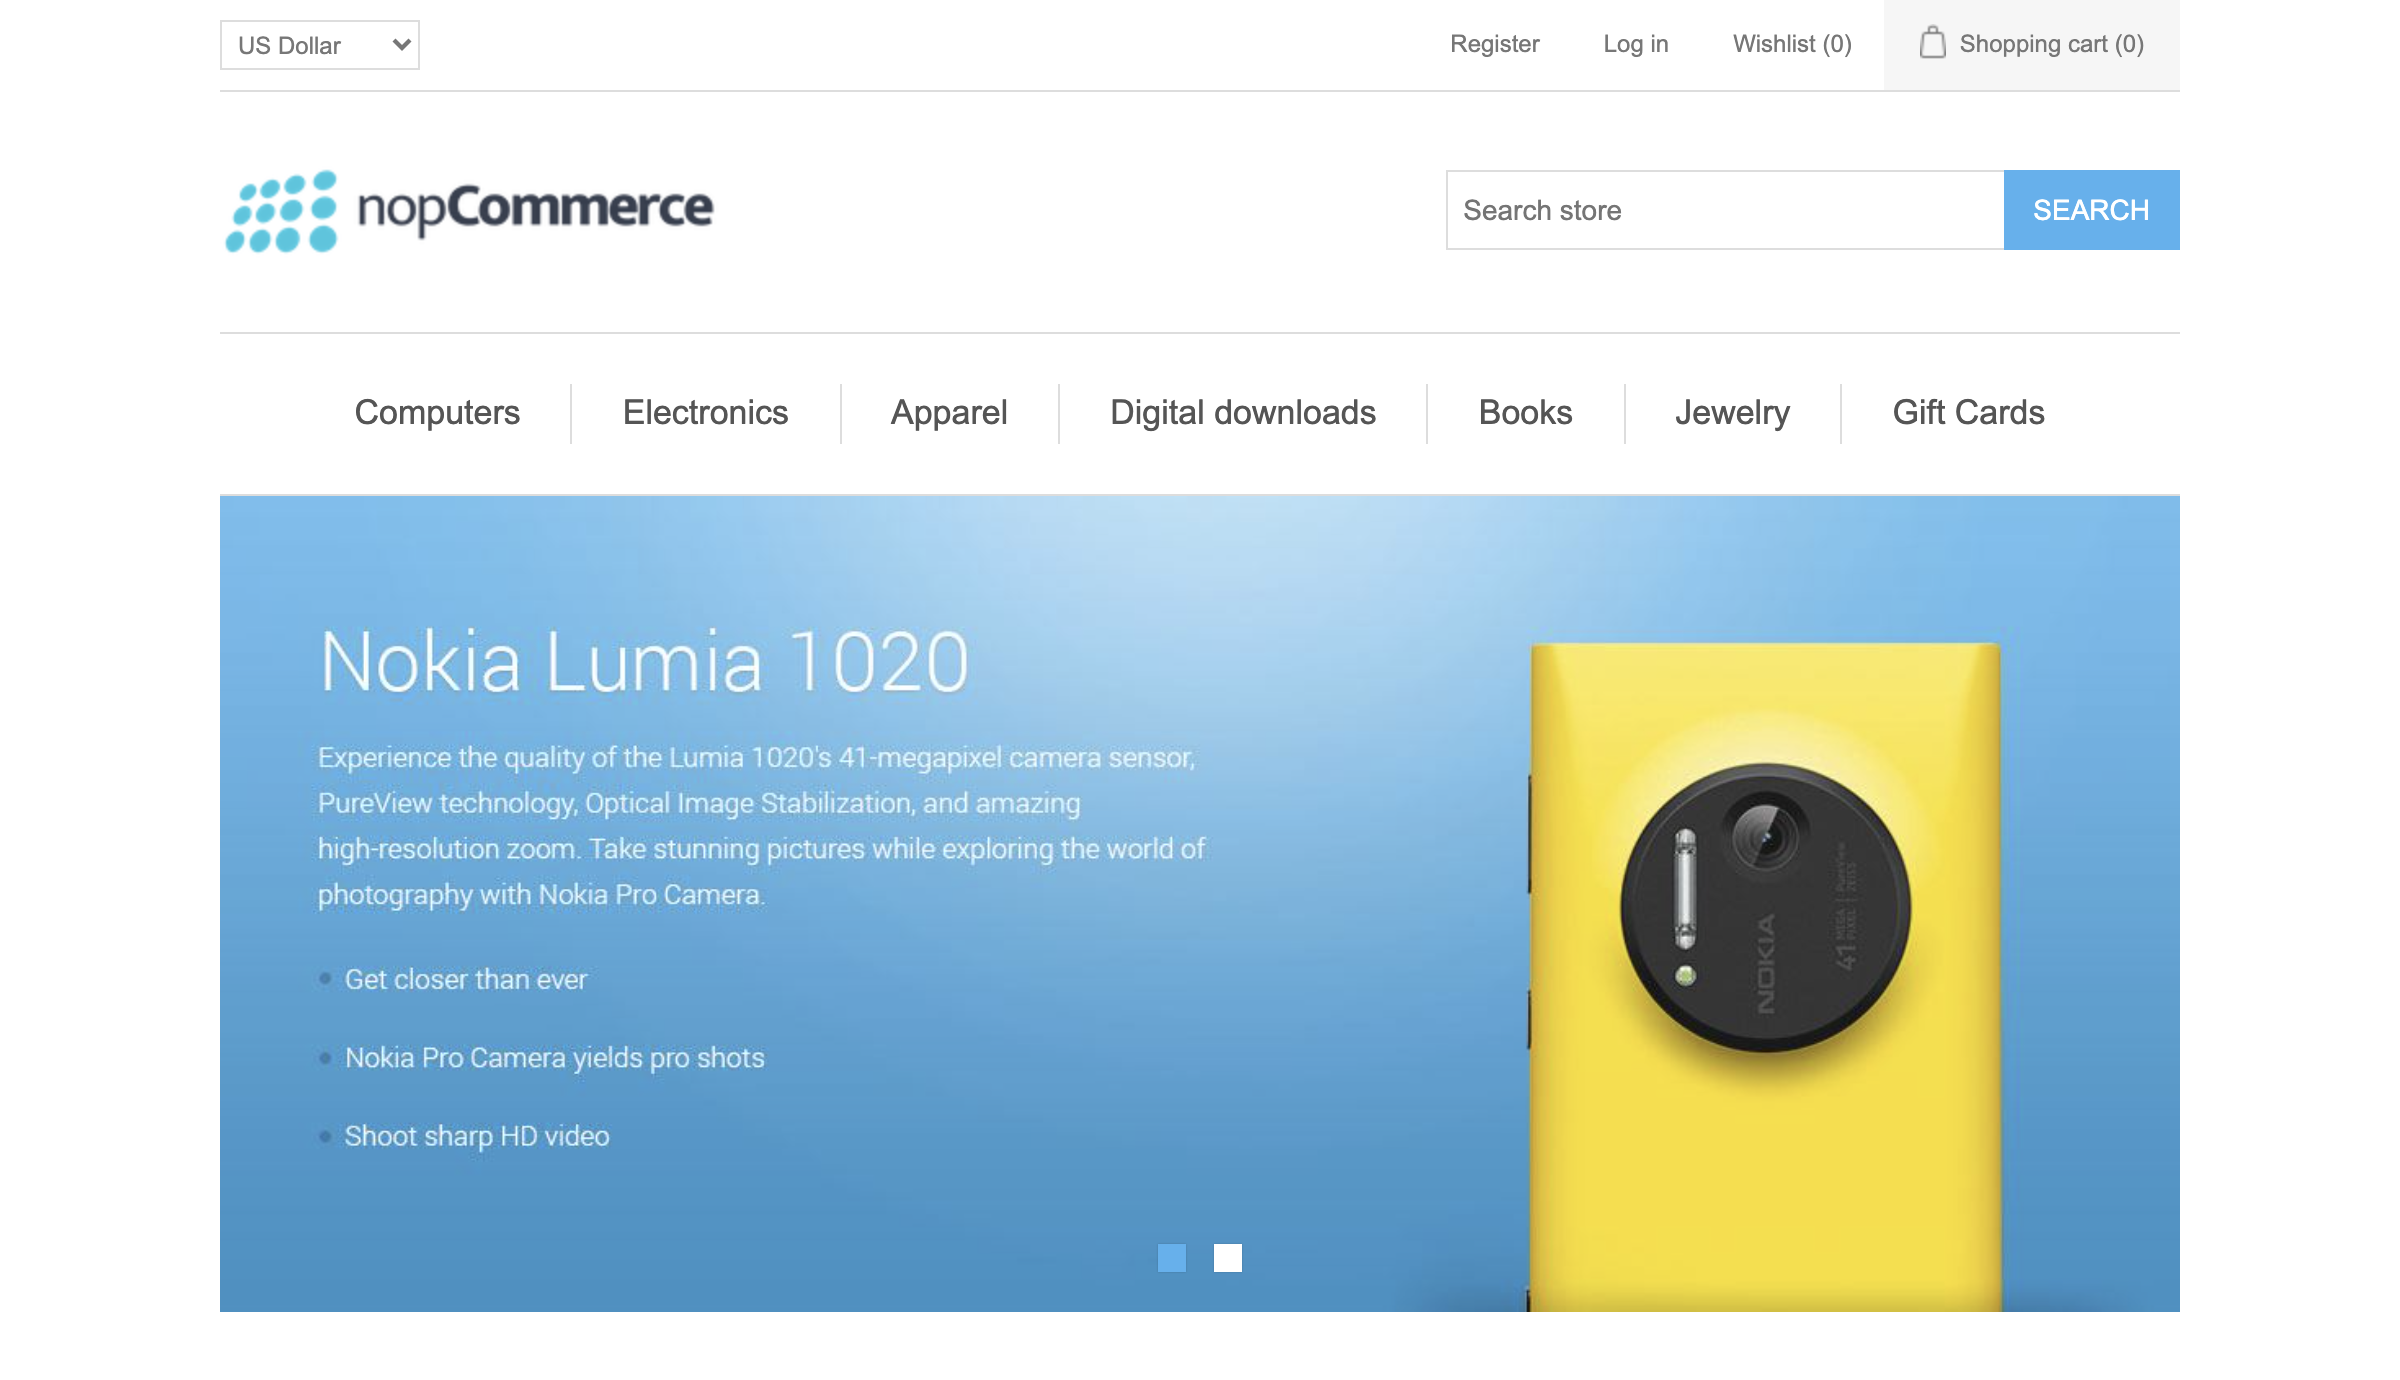 US Dollar
Register
Log in
Wishlist (0)
Shopping cart (0)
nopCommerce
Search store
SEARCH
Computers
Electronics
Apparel
Digital downloads
Books
Jewelry
Gift Cards
Nokia Lumia 1020
Experience the quality of the Lumia 1020's 41-megapixel camera sensor,
PureView technology, Optical Image Stabilization, and amazing
high-resolution zoom. Take stunning pictures while exploring the world of
photography with Nokia Pro Camera.
Get closer than ever
Nokia Pro Camera yields pro shots
Shoot sharp HD video
NOKIA
41 MEGA PIXEL
PureView
ZEISS